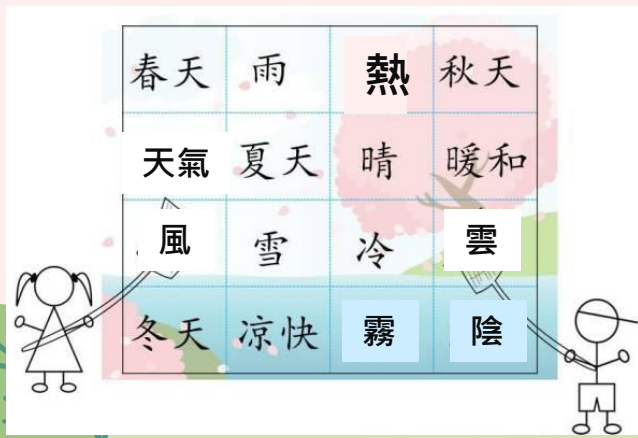 春天 雨 熱 秋天
天氣 夏天 晴 暖和
風 雪 冷 雲
冬天 凉快 霧 陰